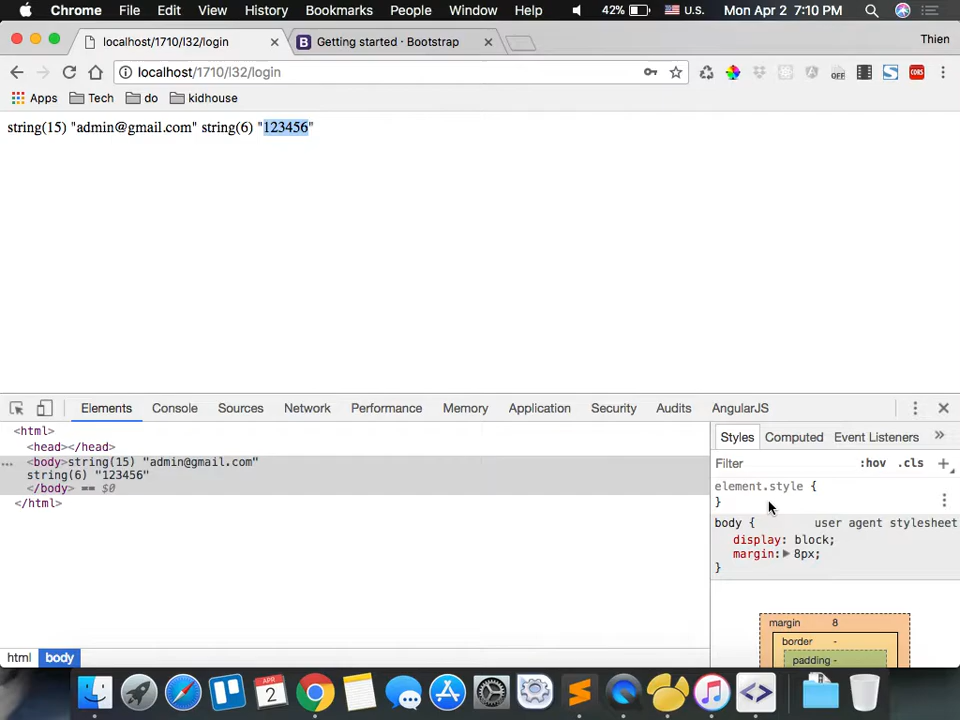 Chrome File Edit View History Bookmarks People Window Help 42% U.S. Mon Apr 2 7:10 PM
localhost/1710/l32/login Getting started · Bootstrap Thien
localhost/1710/l32/login OFF CORS
Apps Tech do kidhouse
string(15) "admin@gmail.com" string(6) "123456"
Elements Console Sources Network Performance Memory Application Security Audits AngularJS
<html>
<head></head>
... <body>string(15) "admin@gmail.com"
string(6) "123456"
</body> == $0
</html>
Styles Computed Event Listeners »
Filter :hov .cls +
element.style {
}
body { user agent stylesheet
display: block;
margin: 8px;
}
margin 8
border -
padding -
html body
APR
2